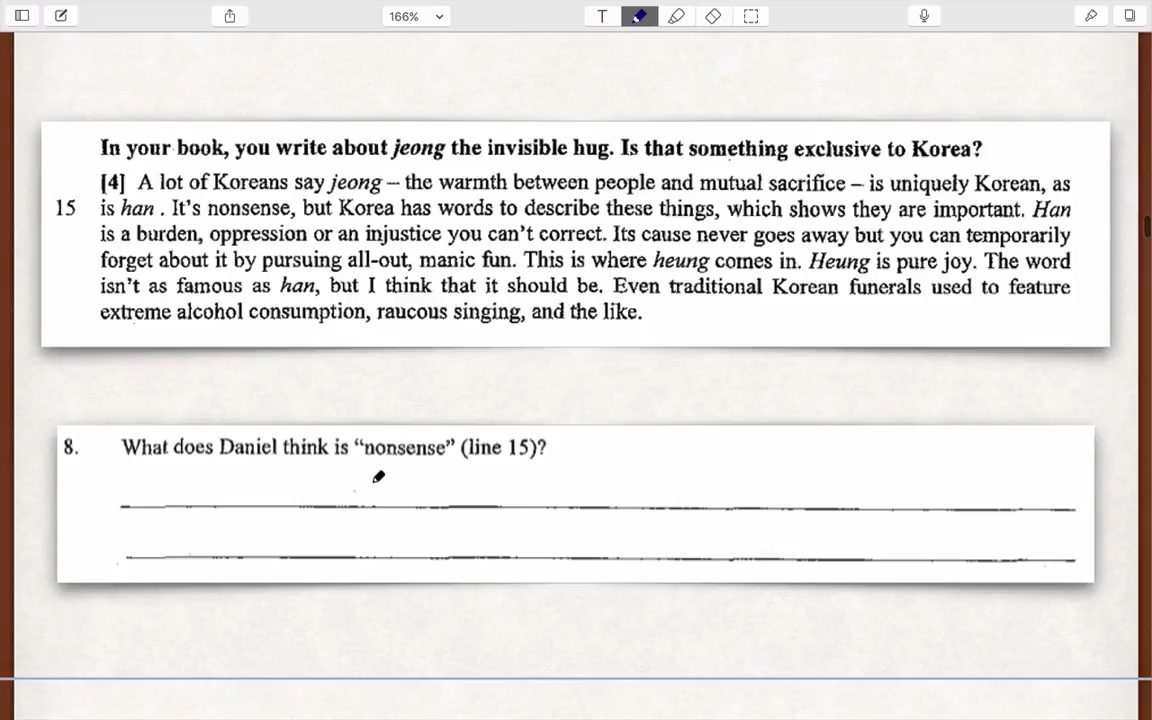 166%
T
In your book, you write about jeong the invisible hug. Is that something exclusive to Korea?
[4] A lot of Koreans say jeong – the warmth between people and mutual sacrifice – is uniquely Korean, as
15 is han . It's nonsense, but Korea has words to describe these things, which shows they are important. Han
is a burden, oppression or an injustice you can't correct. Its cause never goes away but you can temporarily
forget about it by pursuing all-out, manic fun. This is where heung comes in. Heung is pure joy. The word
isn't as famous as han, but I think that it should be. Even traditional Korean funerals used to feature
extreme alcohol consumption, raucous singing, and the like.
8. What does Daniel think is “nonsense” (line 15)?